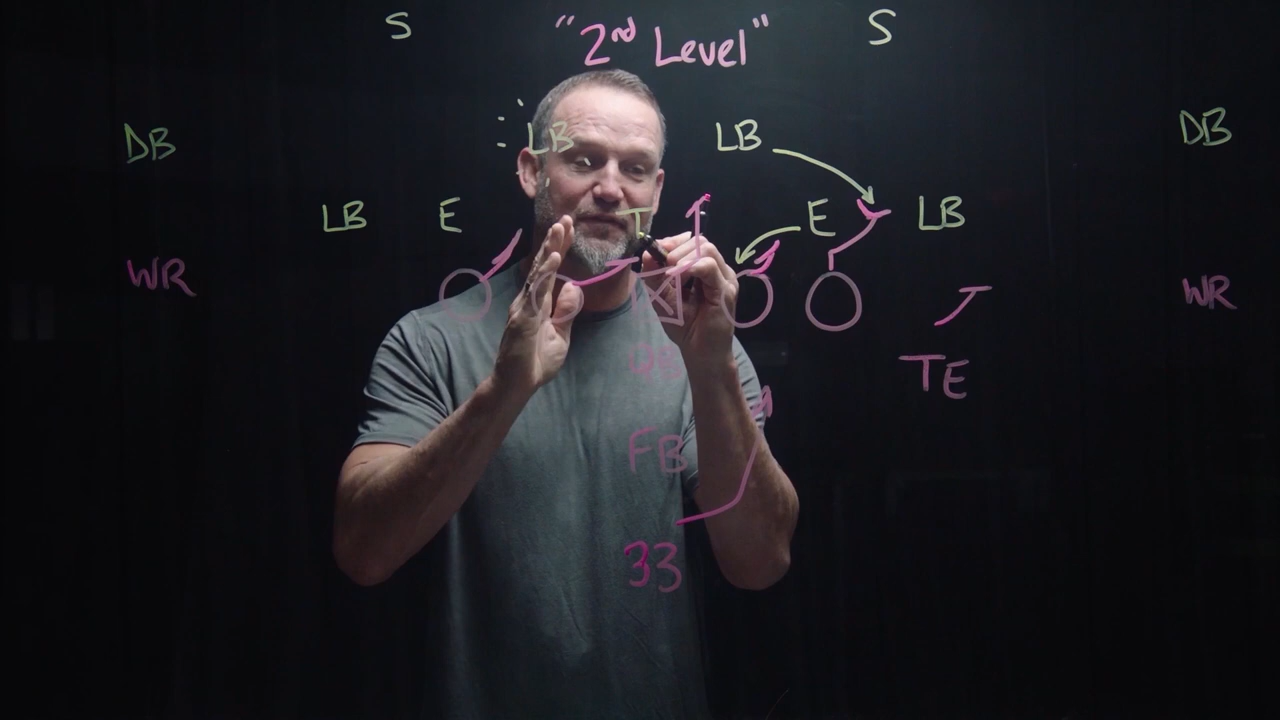 S "2nd Level" S
DB LB LB DB
LB E T E LB
WR WR
QB TE
FB
33